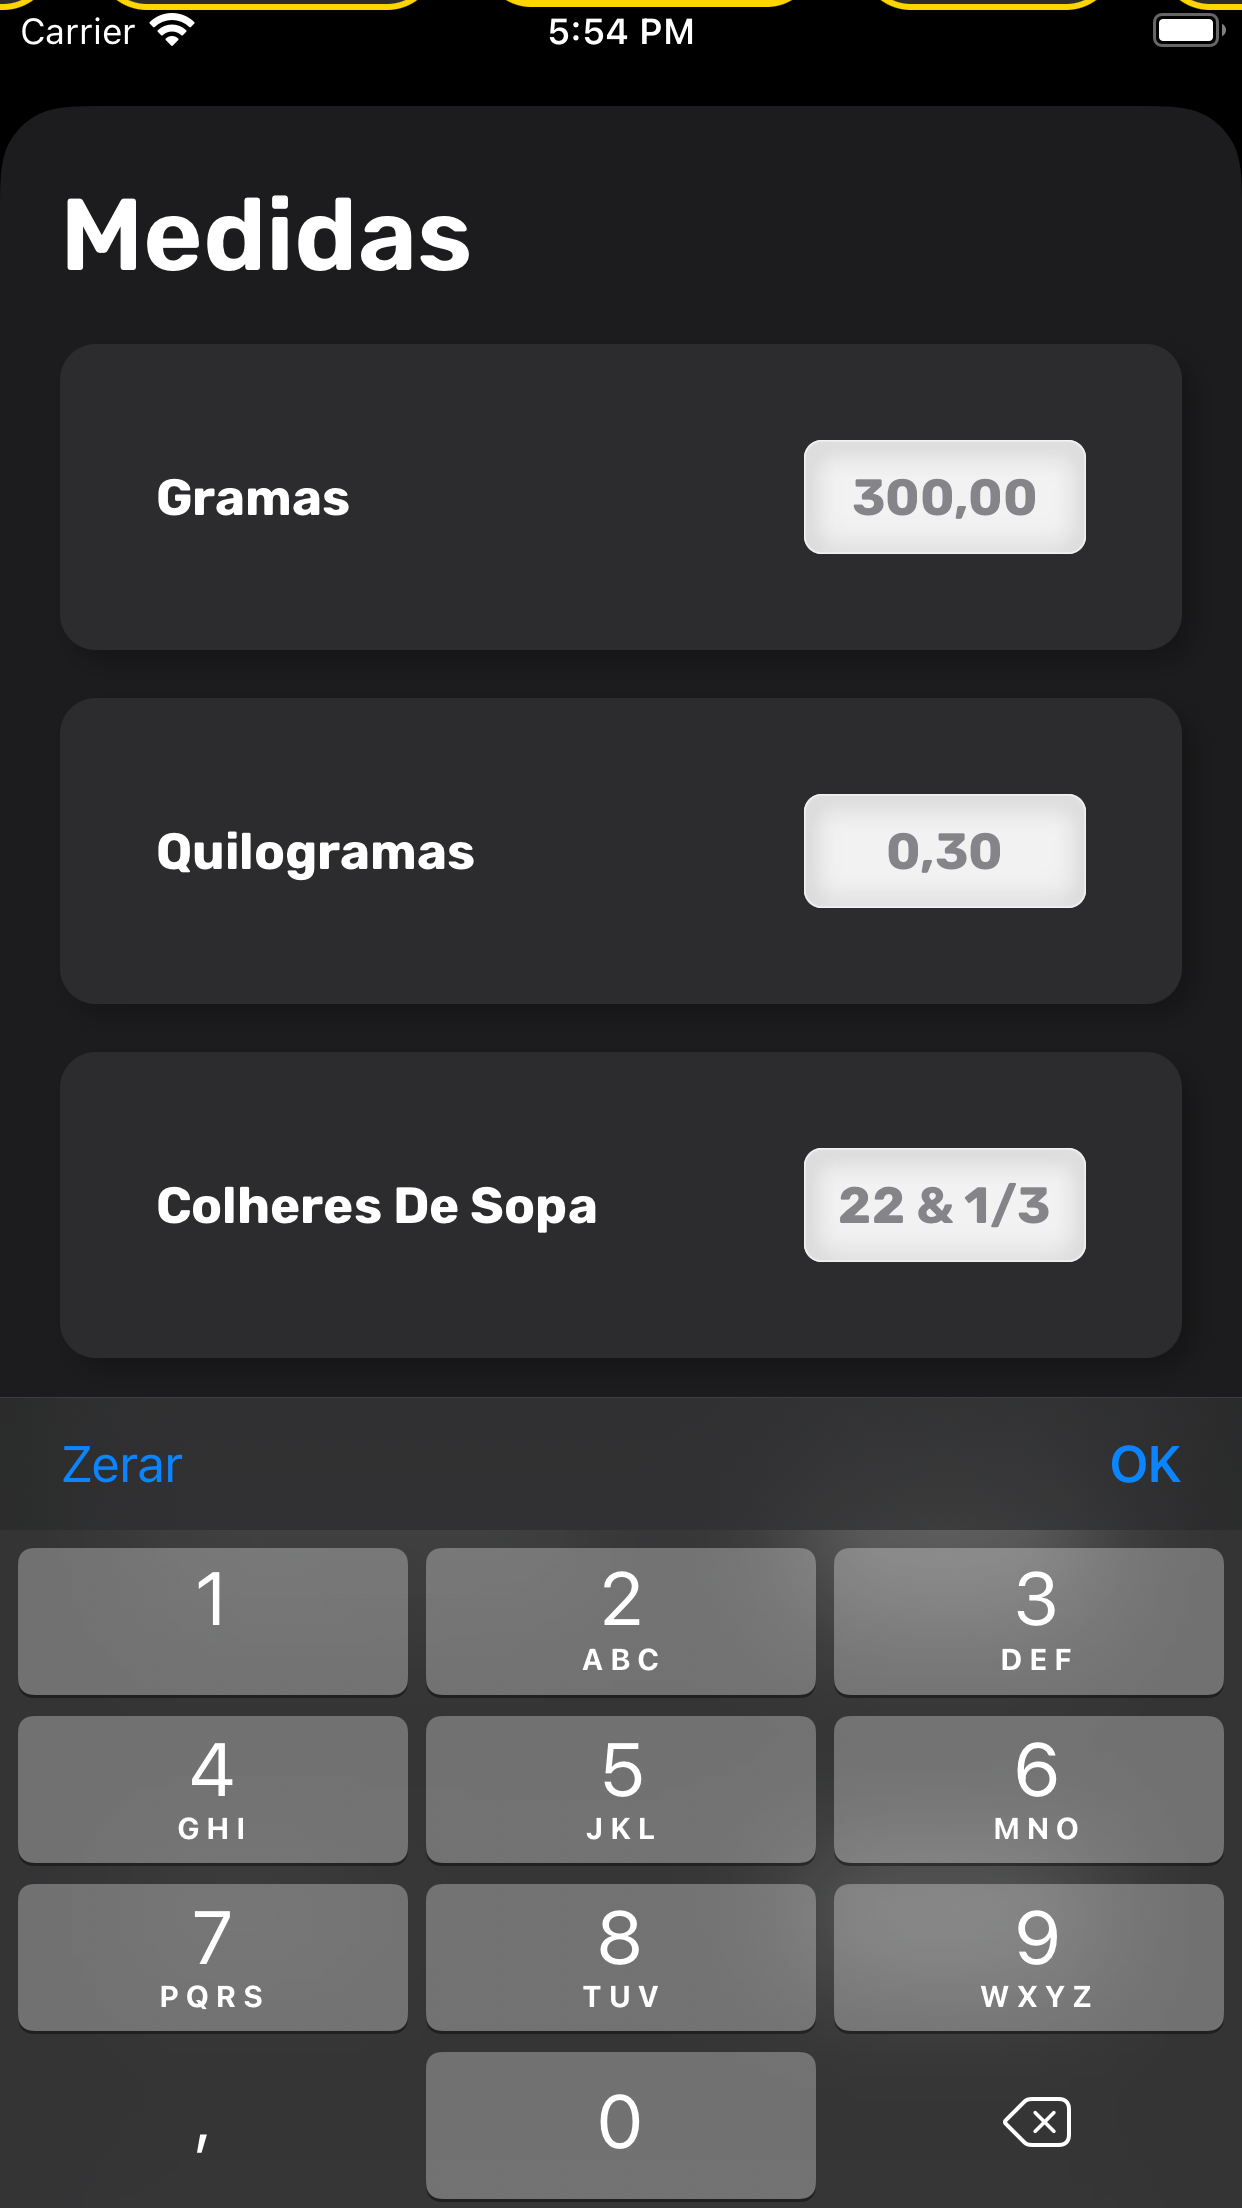 Carrier 5:54 PM
Medidas
Gramas 300,00
Quilogramas 0,30
Colheres De Sopa 22 & 1/3
Zerar OK
1 2 3
ABC DEF
4 5 6
GHI JKL MNO
7 8 9
PQRS TUV WXYZ
, 0